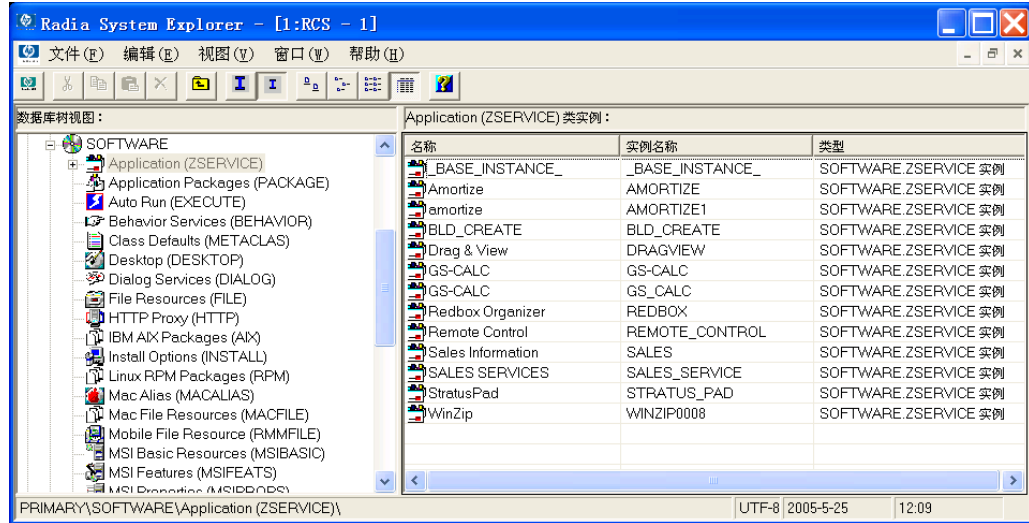 Radia System Explorer - [1:RCS - 1]
文件(F) 编辑(E) 视图(V) 窗口(W) 帮助(H)
数据库树视图：
SOFTWARE
Application (ZSERVICE)
Application Packages (PACKAGE)
Auto Run (EXECUTE)
Behavior Services (BEHAVIOR)
Class Defaults (METACLAS)
Desktop (DESKTOP)
Dialog Services (DIALOG)
File Resources (FILE)
HTTP Proxy (HTTP)
IBM AIX Packages (AIX)
Install Options (INSTALL)
Linux RPM Packages (RPM)
Mac Alias (MACALIAS)
Mac File Resources (MACFILE)
Mobile File Resource (RMMFILE)
MSI Basic Resources (MSIBASIC)
MSI Features (MSIFEATS)
MSI Properties (MSIPROPS)
Application (ZSERVICE) 类实例：
名称 实例名称 类型
_BASE_INSTANCE_ _BASE_INSTANCE_ SOFTWARE.ZSERVICE 实例
Amortize AMORTIZE SOFTWARE.ZSERVICE 实例
amortize AMORTIZE1 SOFTWARE.ZSERVICE 实例
BLD_CREATE BLD_CREATE SOFTWARE.ZSERVICE 实例
Drag & View DRAGVIEW SOFTWARE.ZSERVICE 实例
GS-CALC GS-CALC SOFTWARE.ZSERVICE 实例
GS-CALC GS_CALC SOFTWARE.ZSERVICE 实例
Redbox Organizer REDBOX SOFTWARE.ZSERVICE 实例
Remote Control REMOTE_CONTROL SOFTWARE.ZSERVICE 实例
Sales Information SALES SOFTWARE.ZSERVICE 实例
SALES SERVICES SALES_SERVICE SOFTWARE.ZSERVICE 实例
StratusPad STRATUS_PAD SOFTWARE.ZSERVICE 实例
WinZip WINZIP0008 SOFTWARE.ZSERVICE 实例
PRIMARY\SOFTWARE\Application (ZSERVICE)\ UTF-8 2005-5-25 12:09